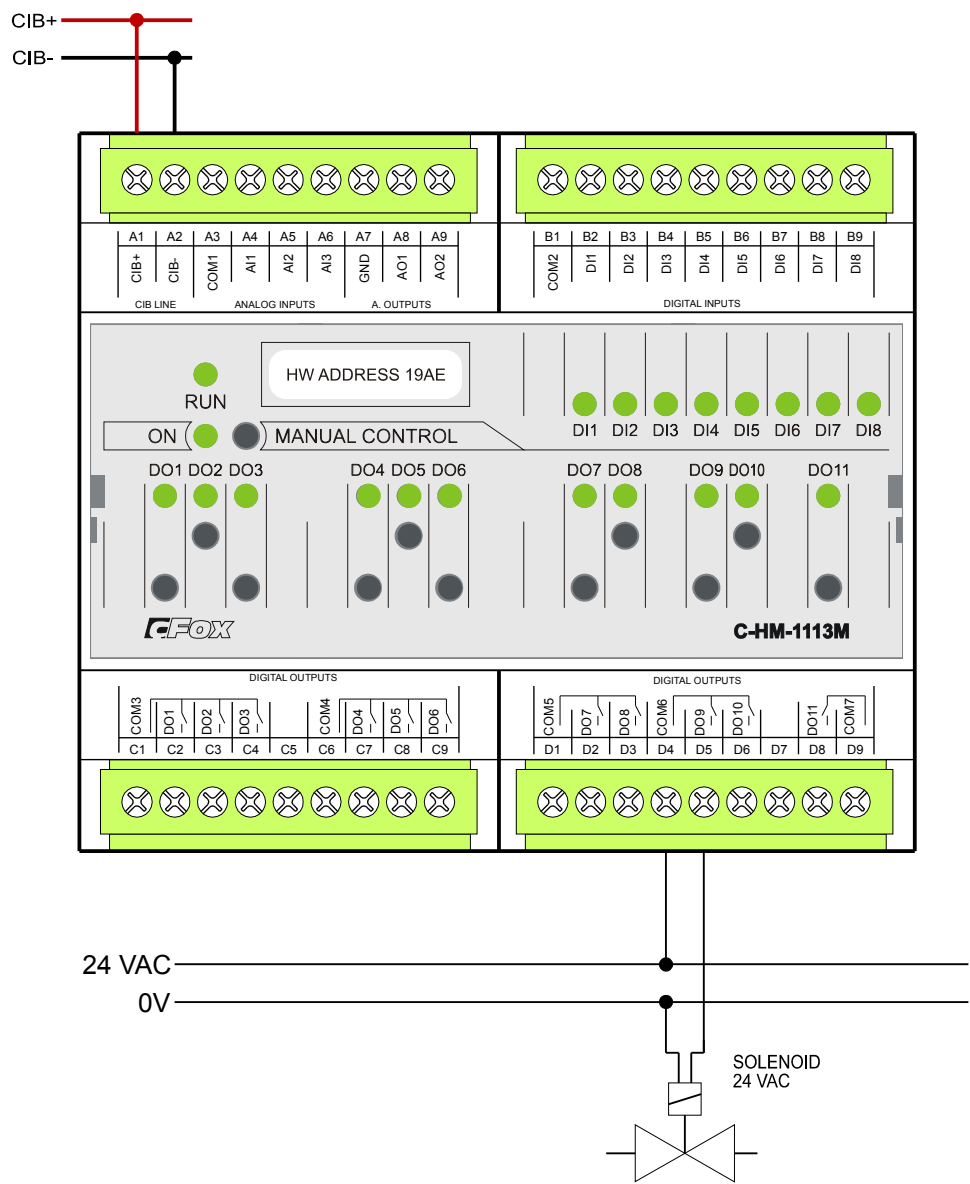 CIB+
CIB-
A1 A2 A3 A4 A5 A6 A7 A8 A9
CIB+ CIB- COM1 AI1 AI2 AI3 GND AO1 AO2
CIB LINE ANALOG INPUTS A. OUTPUTS
B1 B2 B3 B4 B5 B6 B7 B8 B9
COM2 DI1 DI2 DI3 DI4 DI5 DI6 DI7 DI8
DIGITAL INPUTS
HW ADDRESS 19AE
RUN
ON MANUAL CONTROL
DI1 DI2 DI3 DI4 DI5 DI6 DI7 DI8
DO1 DO2 DO3 DO4 DO5 DO6 DO7 DO8 DO9 DO10 DO11
cFox C-HM-1113M
DIGITAL OUTPUTS
COM3 DO1 DO2 DO3 COM4 DO4 DO5 DO6
C1 C2 C3 C4 C5 C6 C7 C8 C9
DIGITAL OUTPUTS
COM5 DO7 DO8 COM6 DO9 DO10 DO11 COM7
D1 D2 D3 D4 D5 D6 D7 D8 D9
24 VAC
0V
SOLENOID
24 VAC